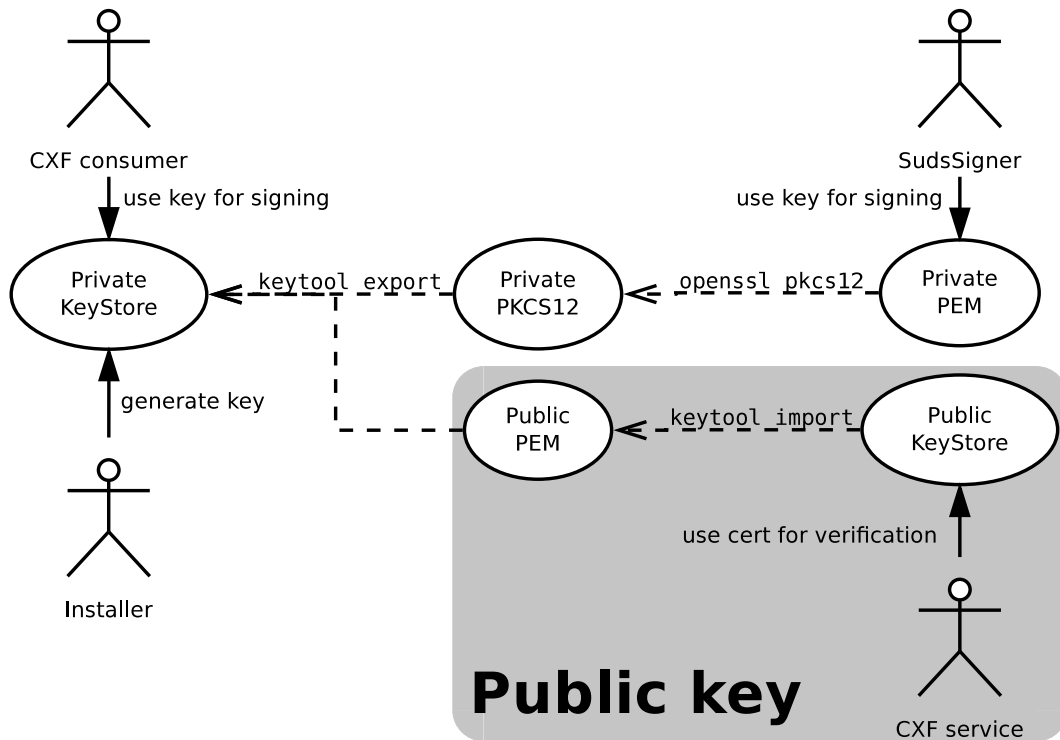 CXF consumer
SudsSigner
use key for signing
use key for signing
Private
KeyStore
keytool export
Private
PKCS12
openssl pkcs12
Private
PEM
generate key
Public
PEM
keytool import
Public
KeyStore
use cert for verification
Installer
Public key
CXF service